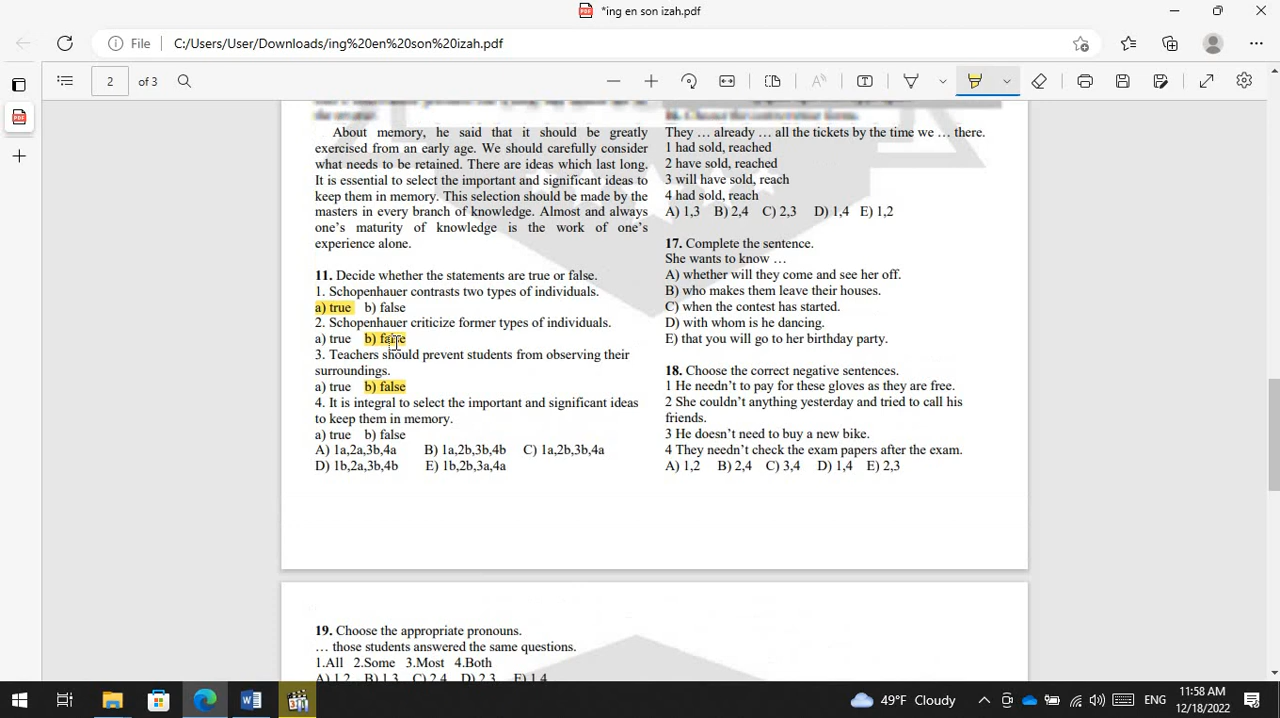 *ing en son izah.pdf
File C:/Users/User/Downloads/ing%20en%20son%20izah.pdf
2 of 3
About memory, he said that it should be greatly
exercised from an early age. We should carefully consider
what needs to be retained. There are ideas which last long.
It is essential to select the important and significant ideas to
keep them in memory. This selection should be made by the
masters in every branch of knowledge. Almost and always
one's maturity of knowledge is the work of one's
experience alone.
11. Decide whether the statements are true or false.
1. Schopenhauer contrasts two types of individuals.
a) true b) false
2. Schopenhauer criticize former types of individuals.
a) true b) false
3. Teachers should prevent students from observing their
surroundings.
a) true b) false
4. It is integral to select the important and significant ideas
to keep them in memory.
a) true b) false
A) 1a,2a,3b,4a B) 1a,2b,3b,4b C) 1a,2b,3b,4a
D) 1b,2a,3b,4b E) 1b,2b,3a,4a
They … already … all the tickets by the time we … there.
1 had sold, reached
2 have sold, reached
3 will have sold, reach
4 had sold, reach
A) 1,3 B) 2,4 C) 2,3 D) 1,4 E) 1,2
17. Complete the sentence.
She wants to know …
A) whether will they come and see her off.
B) who makes them leave their houses.
C) when the contest has started.
D) with whom is he dancing.
E) that you will go to her birthday party.
18. Choose the correct negative sentences.
1 He needn't to pay for these gloves as they are free.
2 She couldn't anything yesterday and tried to call his
friends.
3 He doesn't need to buy a new bike.
4 They needn't check the exam papers after the exam.
A) 1,2 B) 2,4 C) 3,4 D) 1,4 E) 2,3
19. Choose the appropriate pronouns.
… those students answered the same questions.
1.All 2.Some 3.Most 4.Both
A) 1,2 B) 1,3 C) 2,4 D) 2,3 E) 1,4
49°F Cloudy
ENG
11:58 AM
12/18/2022